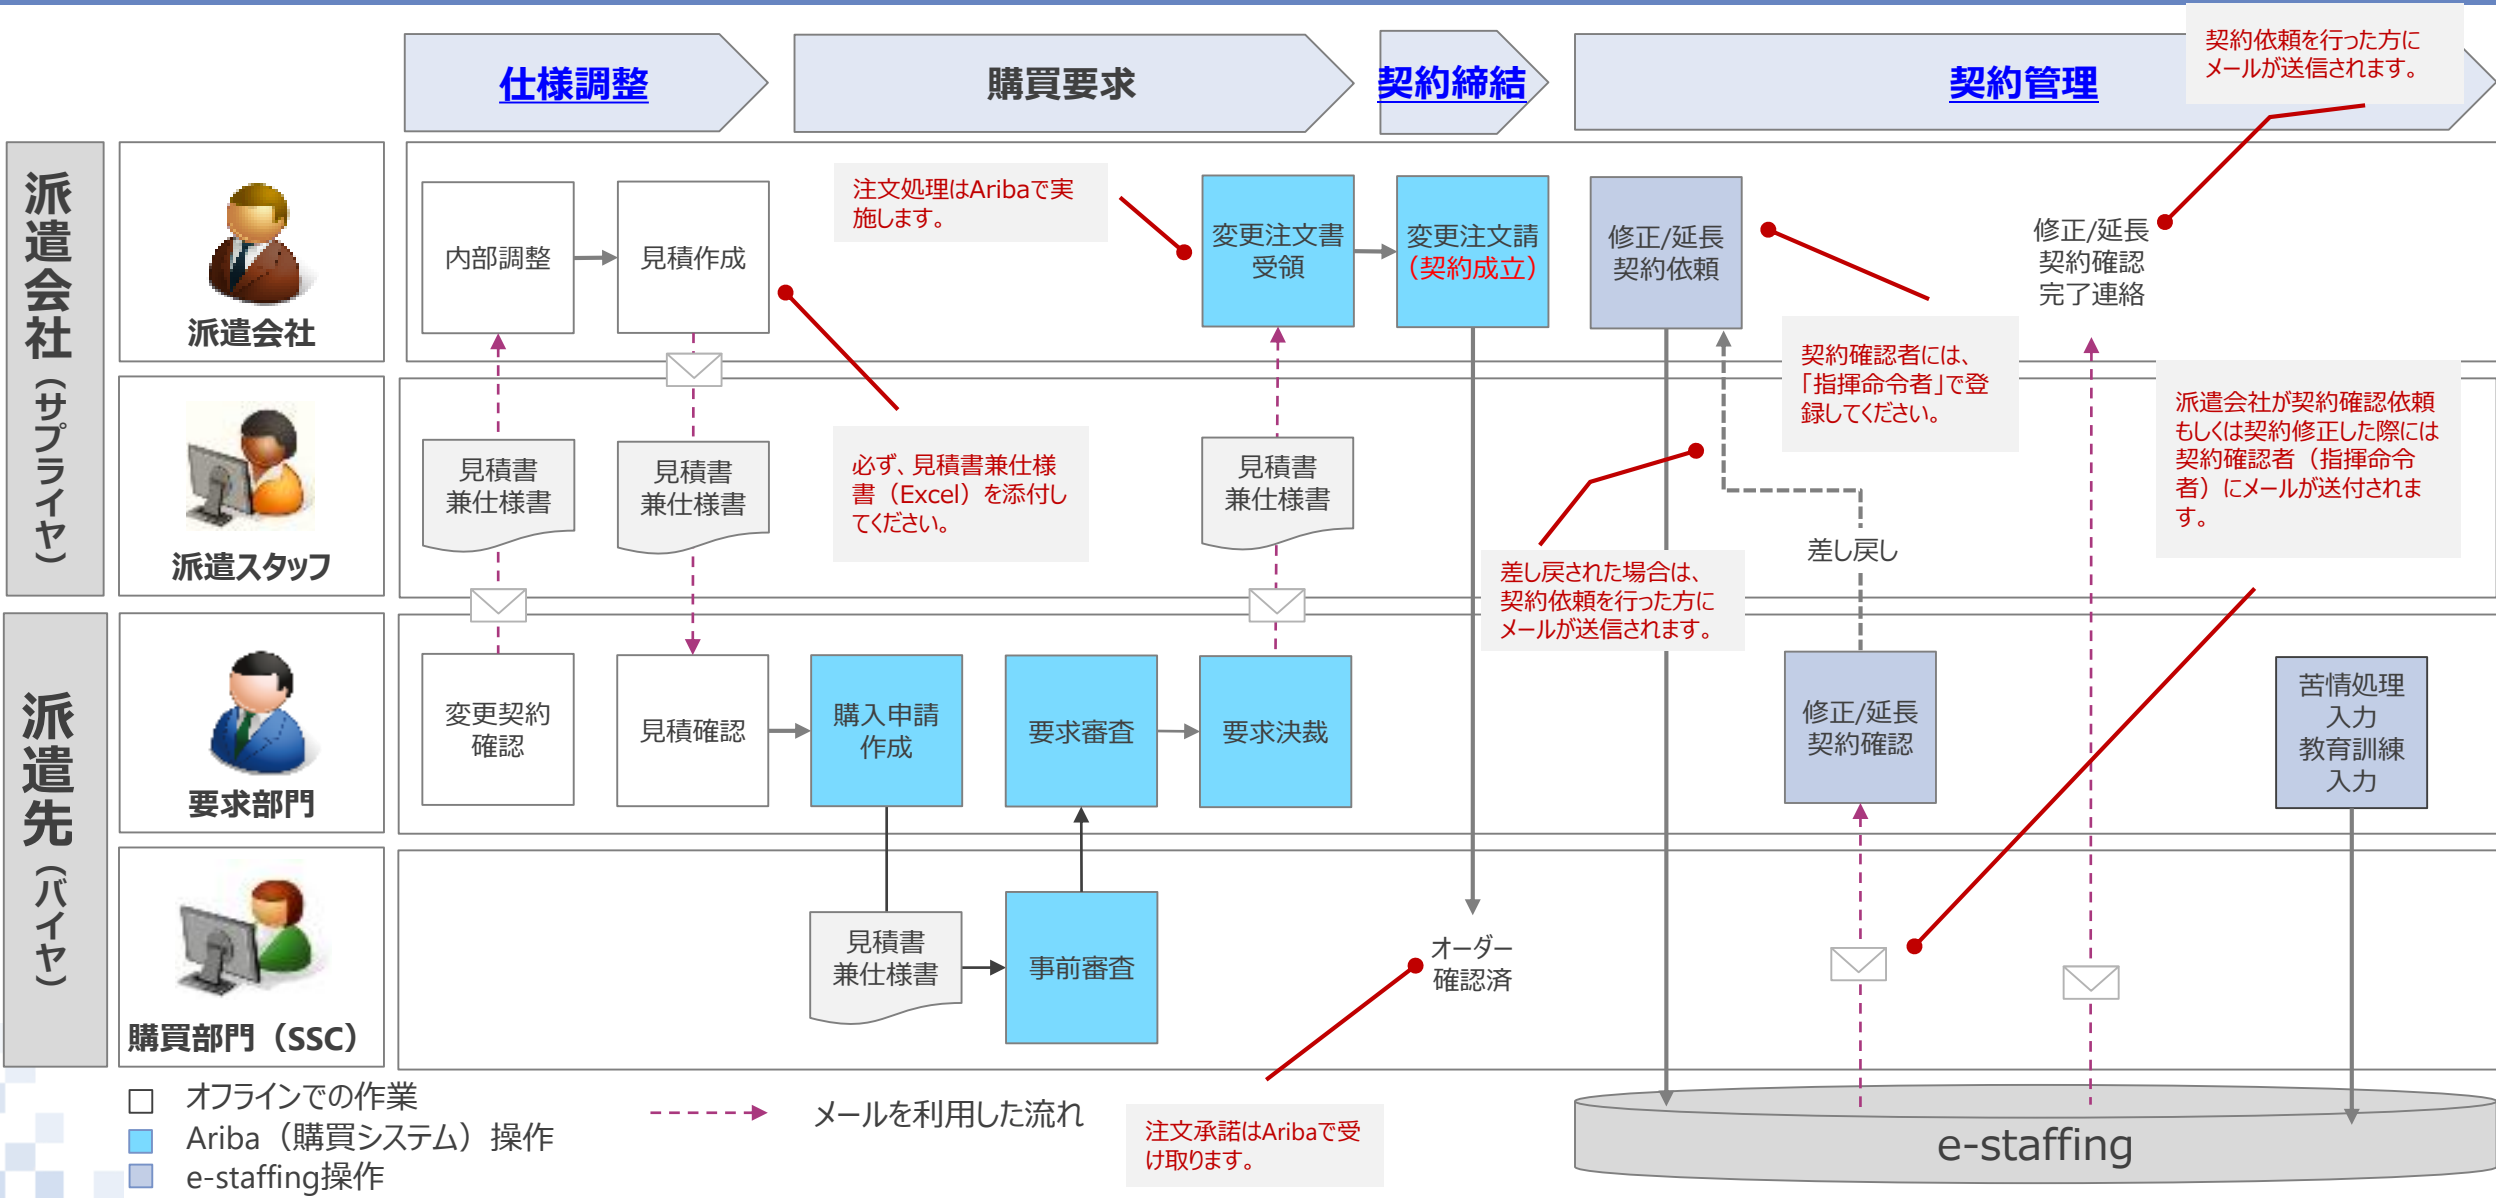 仕様調整
購買要求
契約締結
契約管理
契約依頼を行った方に
メールが送信されます。
派遣会社（サプライヤ）
派遣会社
内部調整
見積作成
注文処理はAribaで実
施します。
変更注文書
受領
変更注文請
（契約成立）
修正/延長
契約依頼
修正/延長
契約確認
完了連絡
契約確認者には、
「指揮命令者」で登
録してください。
派遣スタッフ
見積書
兼仕様書
見積書
兼仕様書
必ず、見積書兼仕様
書（Excel）を添付し
てください。
見積書
兼仕様書
差し戻された場合は、
契約依頼を行った方に
メールが送信されます。
差し戻し
派遣会社が契約確認依頼
もしくは契約修正した際には
契約確認者（指揮命令
者）にメールが送付されま
す。
派遣先（バイヤ）
要求部門
変更契約
確認
見積確認
購入申請
作成
要求審査
要求決裁
修正/延長
契約確認
苦情処理
入力
教育訓練
入力
購買部門（SSC）
見積書
兼仕様書
事前審査
オーダー
確認済
オフラインでの作業
Ariba（購買システム）操作
e-staffing操作
メールを利用した流れ
注文承諾はAribaで受
け取ります。
e-staffing